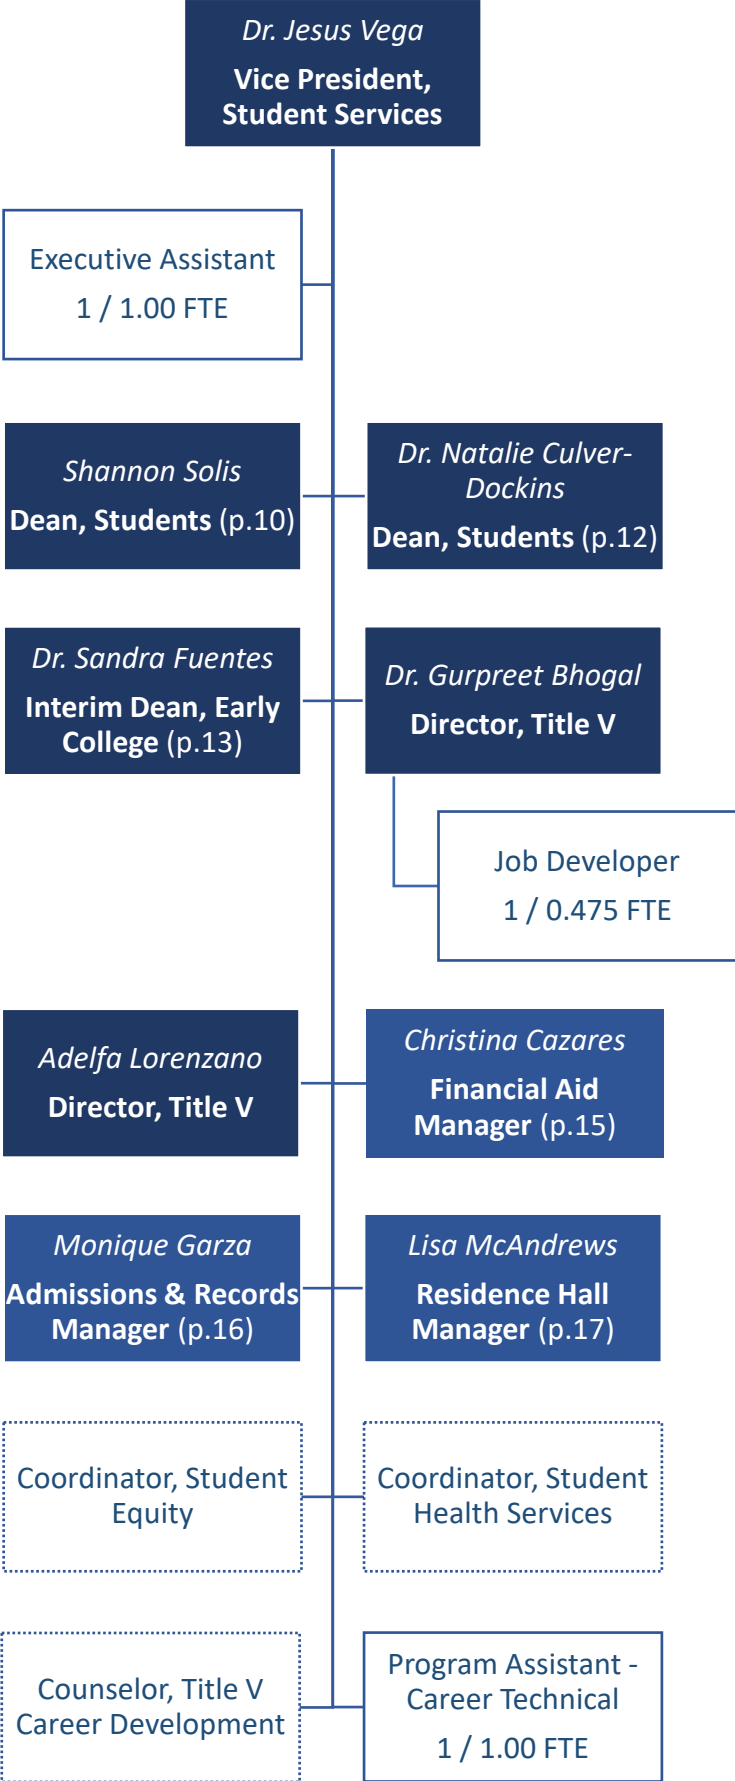 Dr. Jesus Vega
Vice President,
Student Services
Executive Assistant
1 / 1.00 FTE
Shannon Solis
Dean, Students (p.10)
Dr. Natalie Culver-
Dockins
Dean, Students (p.12)
Dr. Sandra Fuentes
Interim Dean, Early
College (p.13)
Dr. Gurpreet Bhogal
Director, Title V
Job Developer
1 / 0.475 FTE
Adelfa Lorenzano
Director, Title V
Christina Cazares
Financial Aid
Manager (p.15)
Monique Garza
Admissions & Records
Manager (p.16)
Lisa McAndrews
Residence Hall
Manager (p.17)
Coordinator, Student
Equity
Coordinator, Student
Health Services
Counselor, Title V
Career Development
Program Assistant -
Career Technical
1 / 1.00 FTE